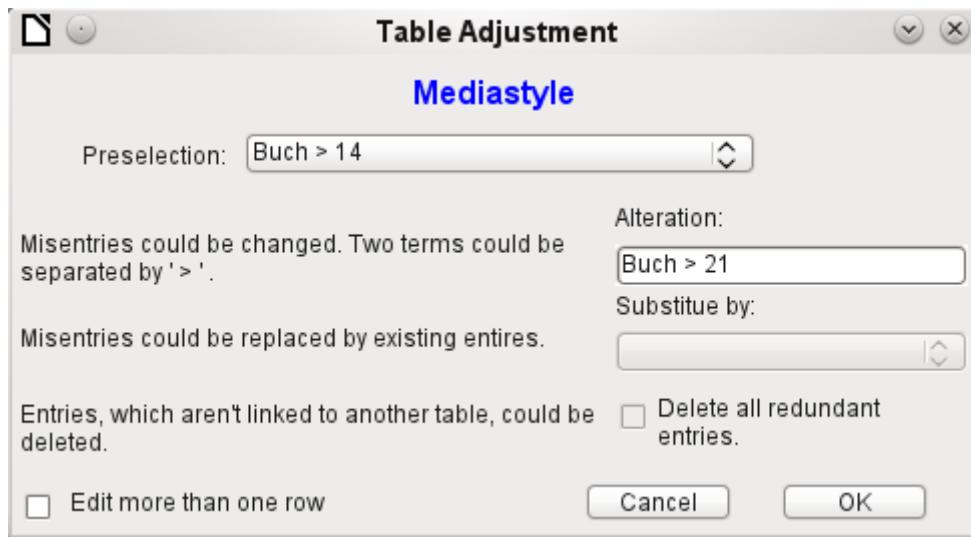 Table Adjustment
Mediastyle
Preselection: Buch > 14
Alteration:
Misentries could be changed. Two terms could be
separated by ' > '.
Buch > 21
Substitue by:
Misentries could be replaced by existing entires.
Entries, which aren't linked to another table, could be
deleted.
Delete all redundant
entries.
Edit more than one row
Cancel
OK